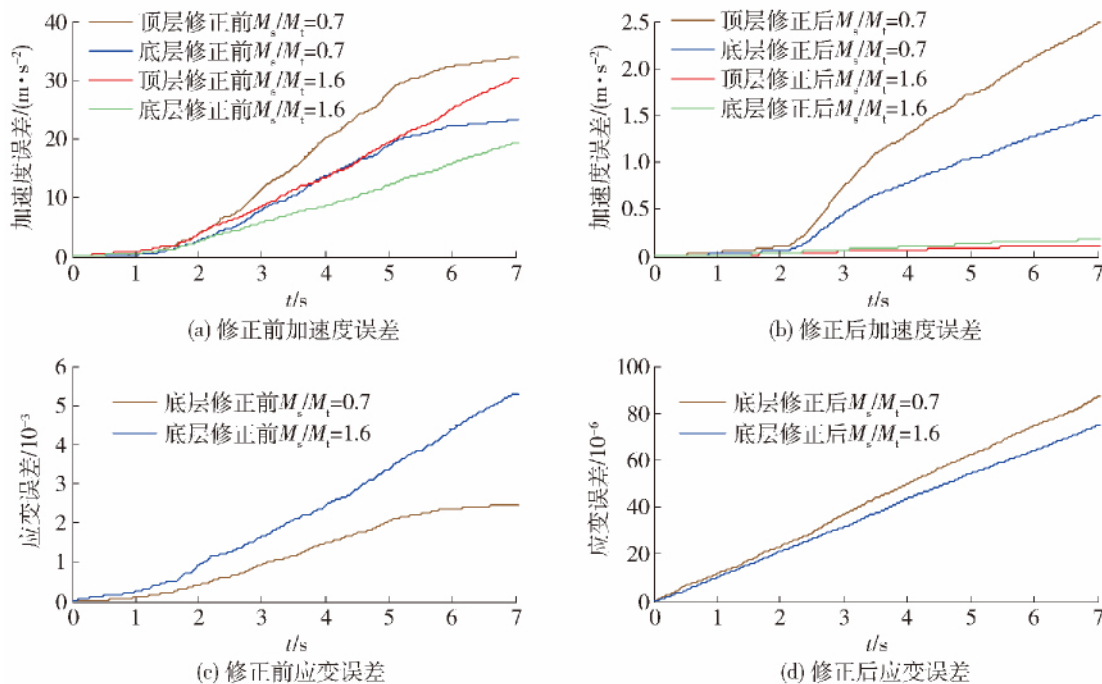 40
30
20
10
0
加速度误差/(m·s⁻²)
顶层修正前Mₛ/Mₜ=0.7
底层修正前Mₛ/Mₜ=0.7
顶层修正前Mₛ/Mₜ=1.6
底层修正前Mₛ/Mₜ=1.6
0 1 2 3 4 5 6 7
t/s
(a) 修正前加速度误差
2.5
2.0
1.5
1.0
0.5
0
加速度误差/(m·s⁻²)
顶层修正后Mₛ/Mₜ=0.7
底层修正后Mₛ/Mₜ=0.7
顶层修正后Mₛ/Mₜ=1.6
底层修正后Mₛ/Mₜ=1.6
0 1 2 3 4 5 6 7
t/s
(b) 修正后加速度误差
6
5
4
3
2
1
0
应变误差/10⁻³
底层修正前Mₛ/Mₜ=0.7
底层修正前Mₛ/Mₜ=1.6
0 1 2 3 4 5 6 7
t/s
(c) 修正前应变误差
100
80
60
40
20
0
应变误差/10⁻⁶
底层修正后Mₛ/Mₜ=0.7
底层修正后Mₛ/Mₜ=1.6
0 1 2 3 4 5 6 7
t/s
(d) 修正后应变误差